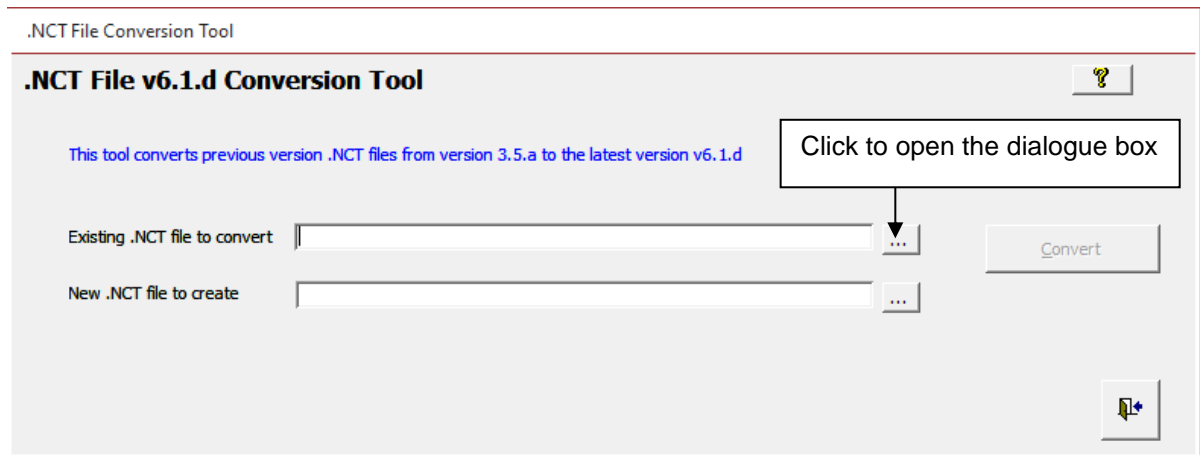 .NCT File Conversion Tool
.NCT File v6.1.d Conversion Tool
?
This tool converts previous version .NCT files from version 3.5.a to the latest version v6.1.d
Click to open the dialogue box
Existing .NCT file to convert
...
Convert
New .NCT file to create
...